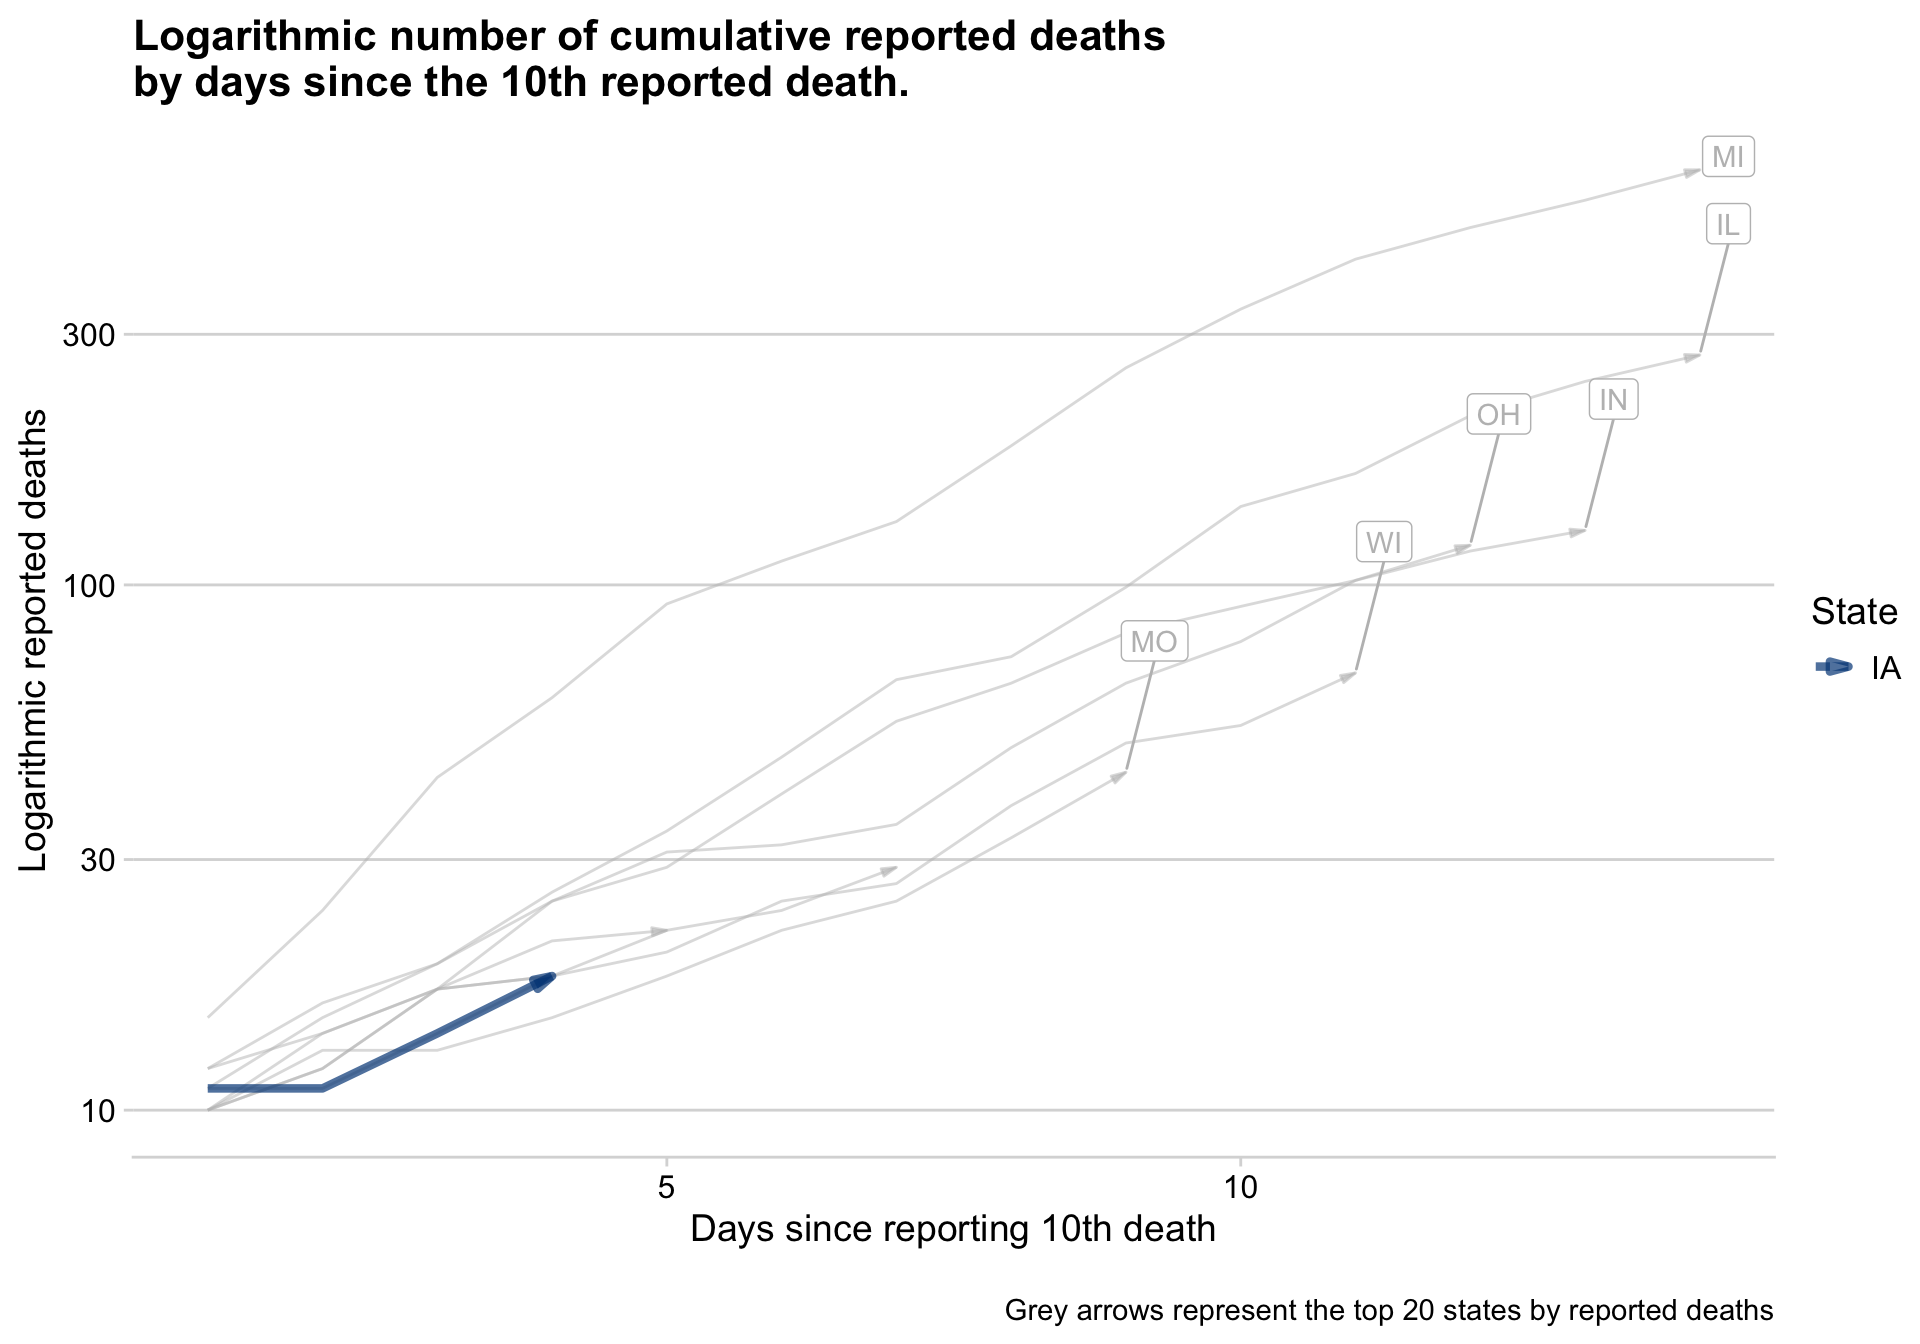 Logarithmic number of cumulative reported deaths
by days since the 10th reported death.
MI
IL
300
IN
OH
WI
100
MO
30
10
Logarithmic reported deaths
State
IA
5
10
Days since reporting 10th death
Grey arrows represent the top 20 states by reported deaths